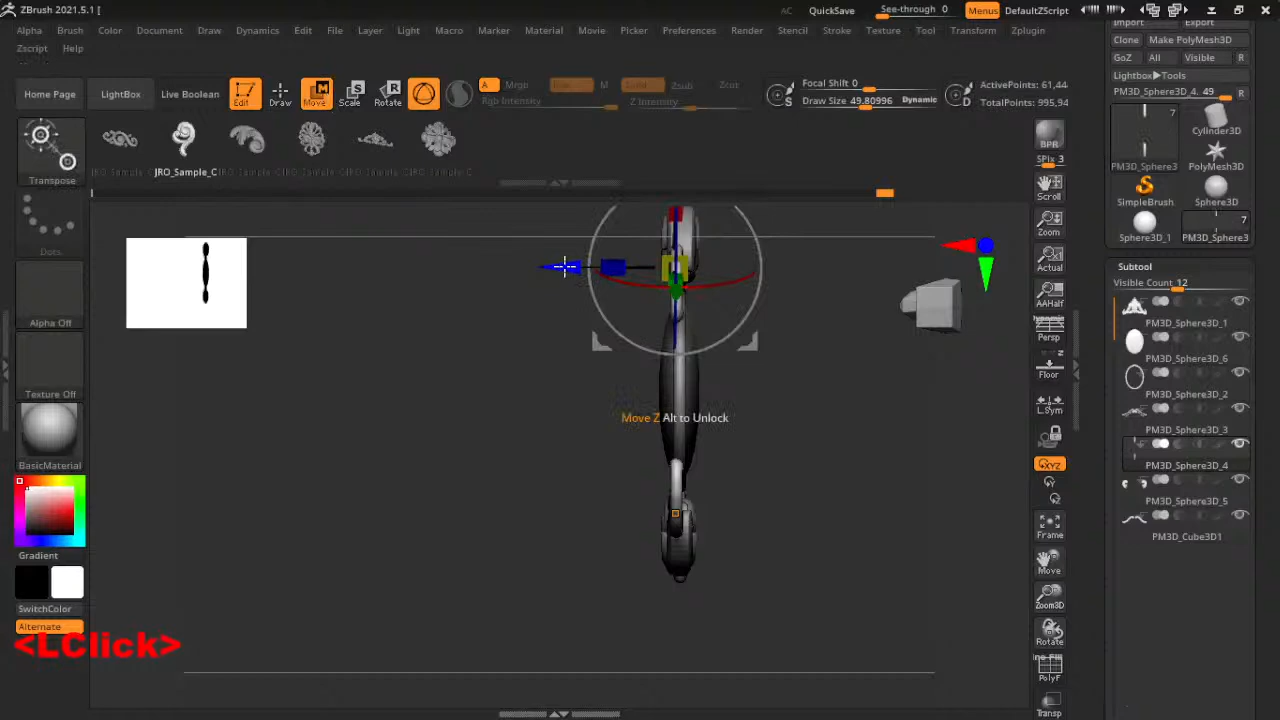 ZBrush 2021.5.1 [
AC QuickSave See-through 0 Menus DefaultZScript
Alpha Brush Color Document Draw Dynamics Edit File Layer Light Macro Marker Material Movie Picker Preferences Render Stencil Stroke Texture Tool Transform Zplugin
Zscript Help
Import Export
Clone Make PolyMesh3D
GoZ All Visible R
Lightbox▶Tools
PM3D_Sphere3D_4. 49 R
Home Page LightBox Live Boolean Edit Draw Move Scale Rotate
A Mrgb M Zsub
Rgb Intensity Z Intensity
S Focal Shift 0
Draw Size 49.80996 Dynamic
D ActivePoints: 61,44
TotalPoints: 995,94
7
Cylinder3D
PM3D_Sphere3 PolyMesh3D
SimpleBrush Sphere3D
7
Sphere3D_1 PM3D_Sphere3
Transpose
JRO_Sample_C
Dots
Alpha Off
Texture Off
BasicMaterial
Gradient
SwitchColor
Alternate
<LClick>
Move Z Alt to Unlock
BPR
SPix 3
Scroll
Zoom
Actual
AAHalf
Dynamic
Persp
Floor
L.Sym
XYZ
Y
Z
Frame
Move
Zoom3D
Rotate
Line Fill
PolyF
Transp
Subtool
Visible Count 12
PM3D_Sphere3D_1
PM3D_Sphere3D_6
PM3D_Sphere3D_2
PM3D_Sphere3D_3
PM3D_Sphere3D_4
PM3D_Sphere3D_5
PM3D_Cube3D1